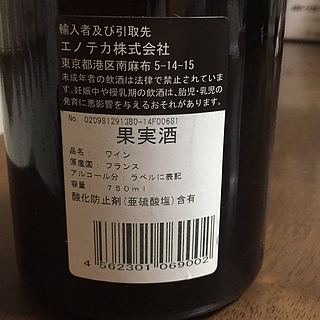 輸入者及び引取先
エノテカ株式会社
東京都港区南麻布5-14-15
未成年者の飲酒は法律で禁止されていま
す。妊娠中や授乳期の飲酒は、胎児・乳児の
発育に悪影響を与えるおそれがあります。
No. 020981291380-14F00681
果実酒
品名: ワイン
原産国: フランス
アルコール分: ラベルに表記
容量: 750ml
酸化防止剤(亜硫酸塩)含有
4562301069002